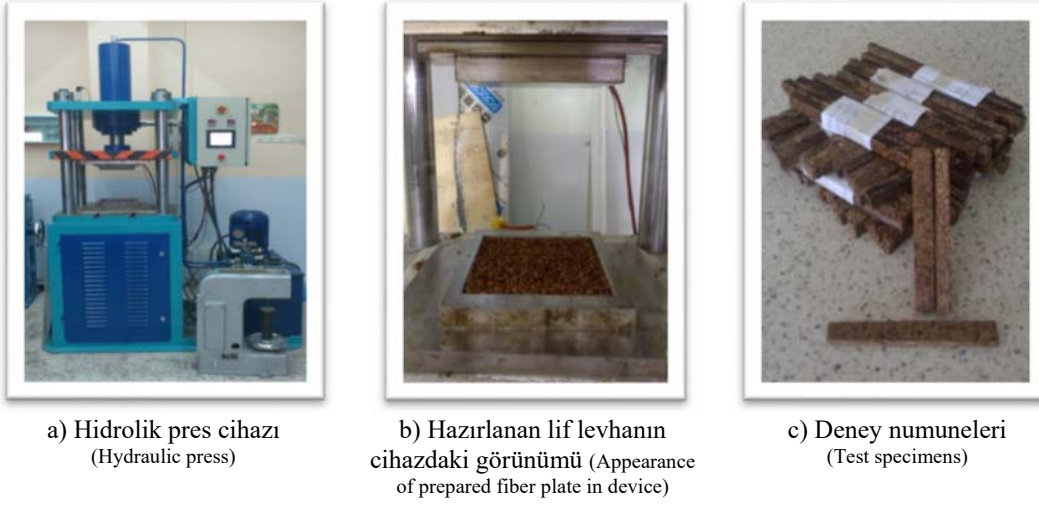 a) Hidrolik pres cihazı
(Hydraulic press)
b) Hazırlanan lif levhanın
cihazdaki görünümü (Appearance
of prepared fiber plate in device)
c) Deney numuneleri
(Test specimens)